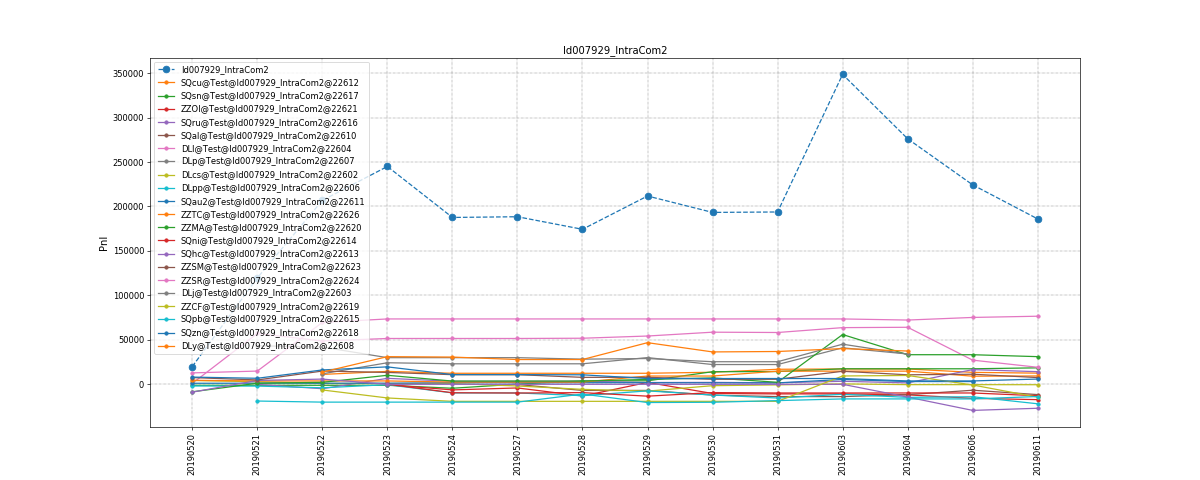 Id007929_IntraCom2
Pnl
350000
300000
250000
200000
150000
100000
50000
0
Id007929_IntraCom2
SQcu@Test@Id007929_IntraCom2@22612
SQsn@Test@Id007929_IntraCom2@22617
ZZOI@Test@Id007929_IntraCom2@22621
SQru@Test@Id007929_IntraCom2@22616
SQal@Test@Id007929_IntraCom2@22610
DLl@Test@Id007929_IntraCom2@22604
DLp@Test@Id007929_IntraCom2@22607
DLcs@Test@Id007929_IntraCom2@22602
DLpp@Test@Id007929_IntraCom2@22606
SQau2@Test@Id007929_IntraCom2@22611
ZZTC@Test@Id007929_IntraCom2@22626
ZZMA@Test@Id007929_IntraCom2@22620
SQni@Test@Id007929_IntraCom2@22614
SQhc@Test@Id007929_IntraCom2@22613
ZZSM@Test@Id007929_IntraCom2@22623
ZZSR@Test@Id007929_IntraCom2@22624
DLj@Test@Id007929_IntraCom2@22603
ZZCF@Test@Id007929_IntraCom2@22619
SQpb@Test@Id007929_IntraCom2@22615
SQzn@Test@Id007929_IntraCom2@22618
DLy@Test@Id007929_IntraCom2@22608
20190520
20190521
20190522
20190523
20190524
20190527
20190528
20190529
20190530
20190531
20190603
20190604
20190606
20190611